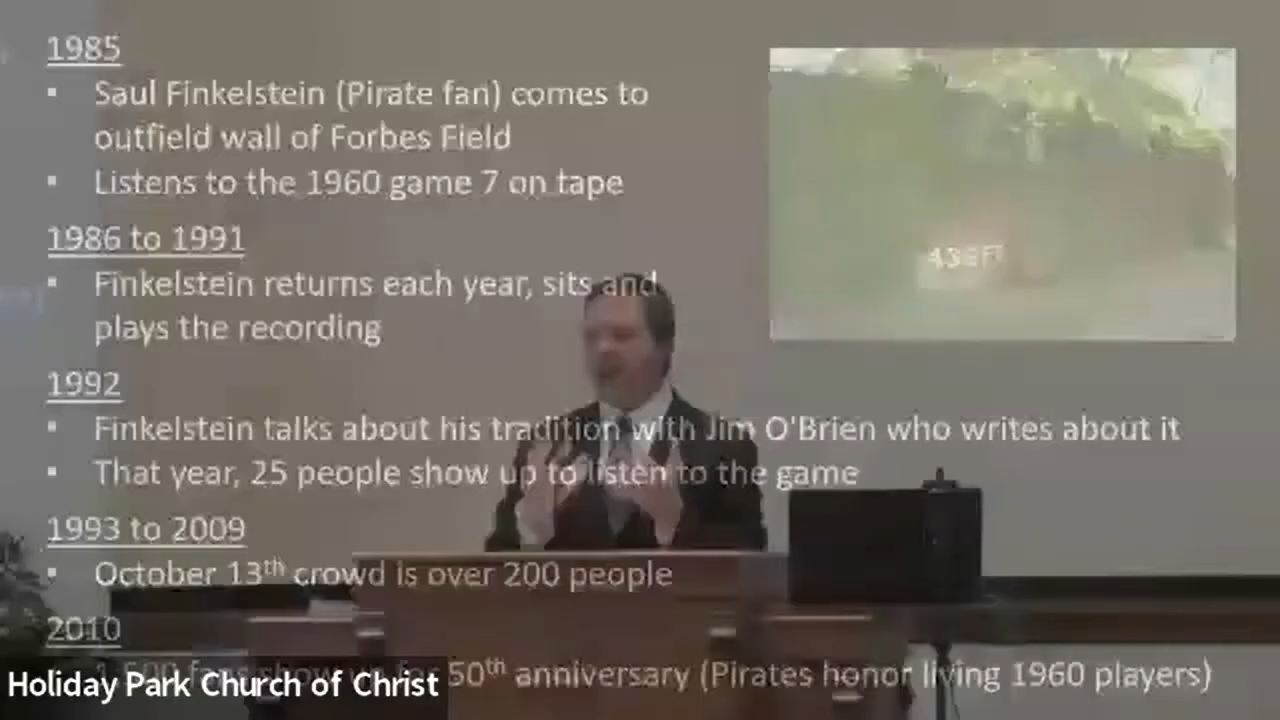 1985
▪ Saul Finkelstein (Pirate fan) comes to
outfield wall of Forbes Field
▪ Listens to the 1960 game 7 on tape
1986 to 1991
▪ Finkelstein returns each year, sits and
plays the recording
1992
▪ Finkelstein talks about his tradition with Jim O'Brien who writes about it
▪ That year, 25 people show up to listen to the game
1993 to 2009
▪ October 13th crowd is over 200 people
2010
50th anniversary (Pirates honor living 1960 players)
Holiday Park Church of Christ